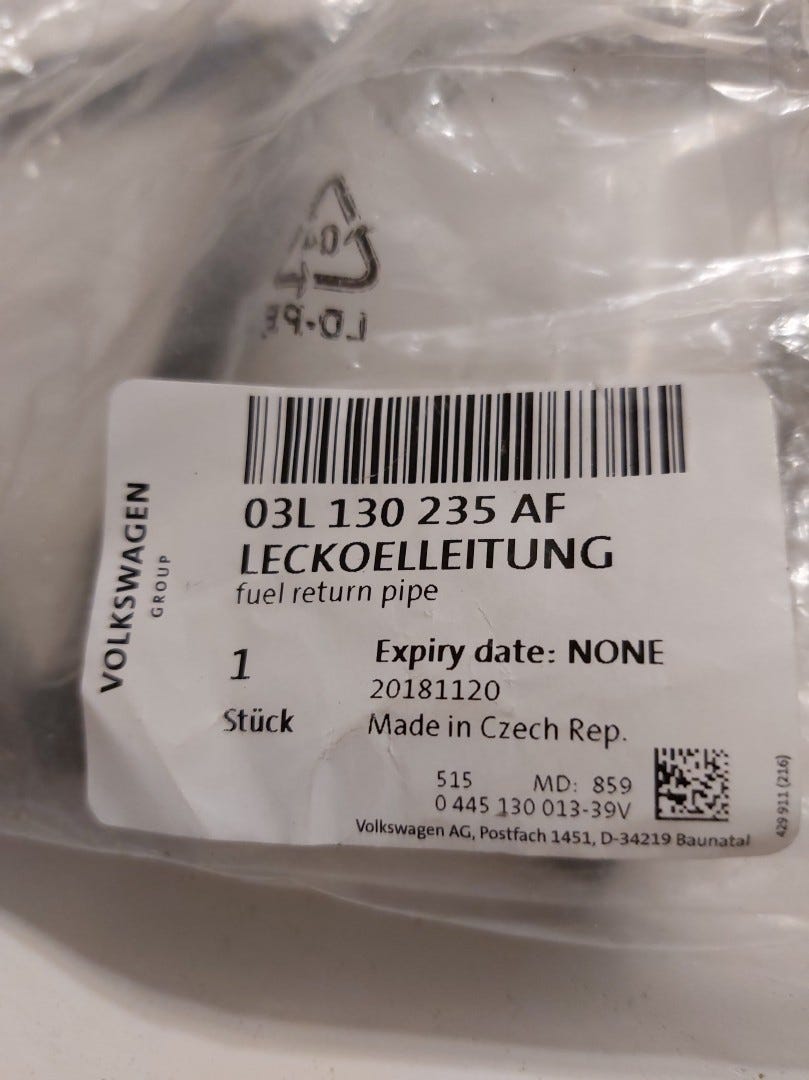 04
LD-PE
VOLKSWAGEN
GROUP
03L 130 235 AF
LECKOELLEITUNG
fuel return pipe
1
Stück
Expiry date: NONE
20181120
Made in Czech Rep.
515 MD: 859
0 445 130 013-39V
Volkswagen AG, Postfach 1451, D-34219 Baunatal
429 911 (216)